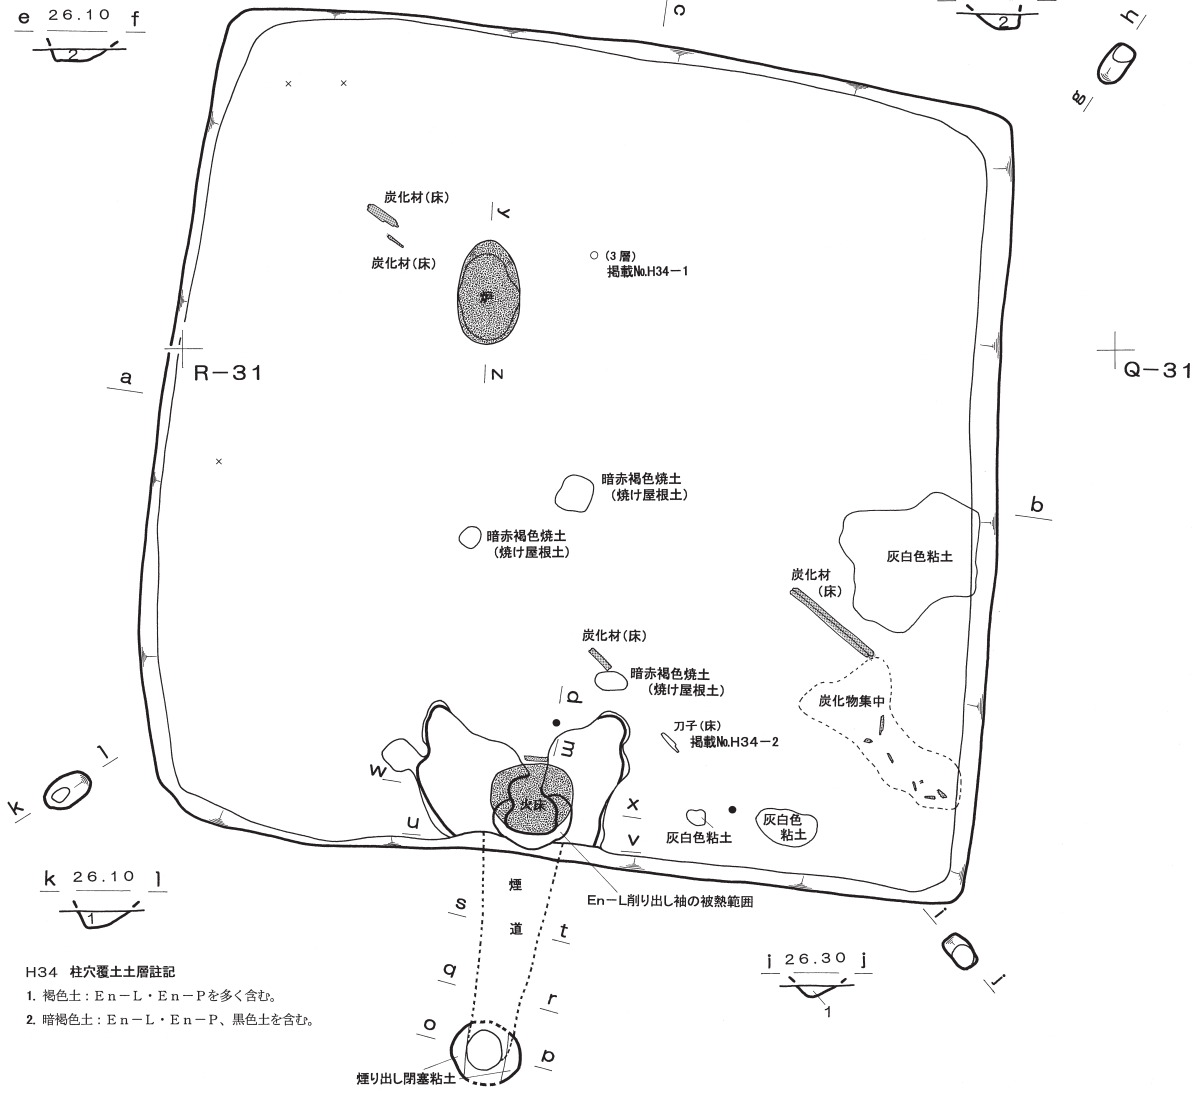 e 26.10 f
2
c
2
h
g
炭化材(床)
y
炭化材(床)
(3層)
掲載№H34-1
炉
z
R-31
Q-31
a
b
暗赤褐色焼土
(焼け屋根土)
暗赤褐色焼土
(焼け屋根土)
灰白色粘土
炭化材
(床)
炭化材(床)
暗赤褐色焼土
(焼け屋根土)
炭化物集中
d
刀子(床)
掲載№H34-2
m
l
w
k
火床
x
u
v
灰白色粘土
灰白色
粘土
k 26.10 l
1
煙
道
En-L削り出し袖の被熱範囲
s
t
i
j
q
r
i 26.30 j
1
H34 柱穴覆土土層註記
1. 褐色土:En-L・En-Pを多く含む。
2. 暗褐色土:En-L・En-P、黒色土を含む。
o
p
煙り出し閉塞粘土